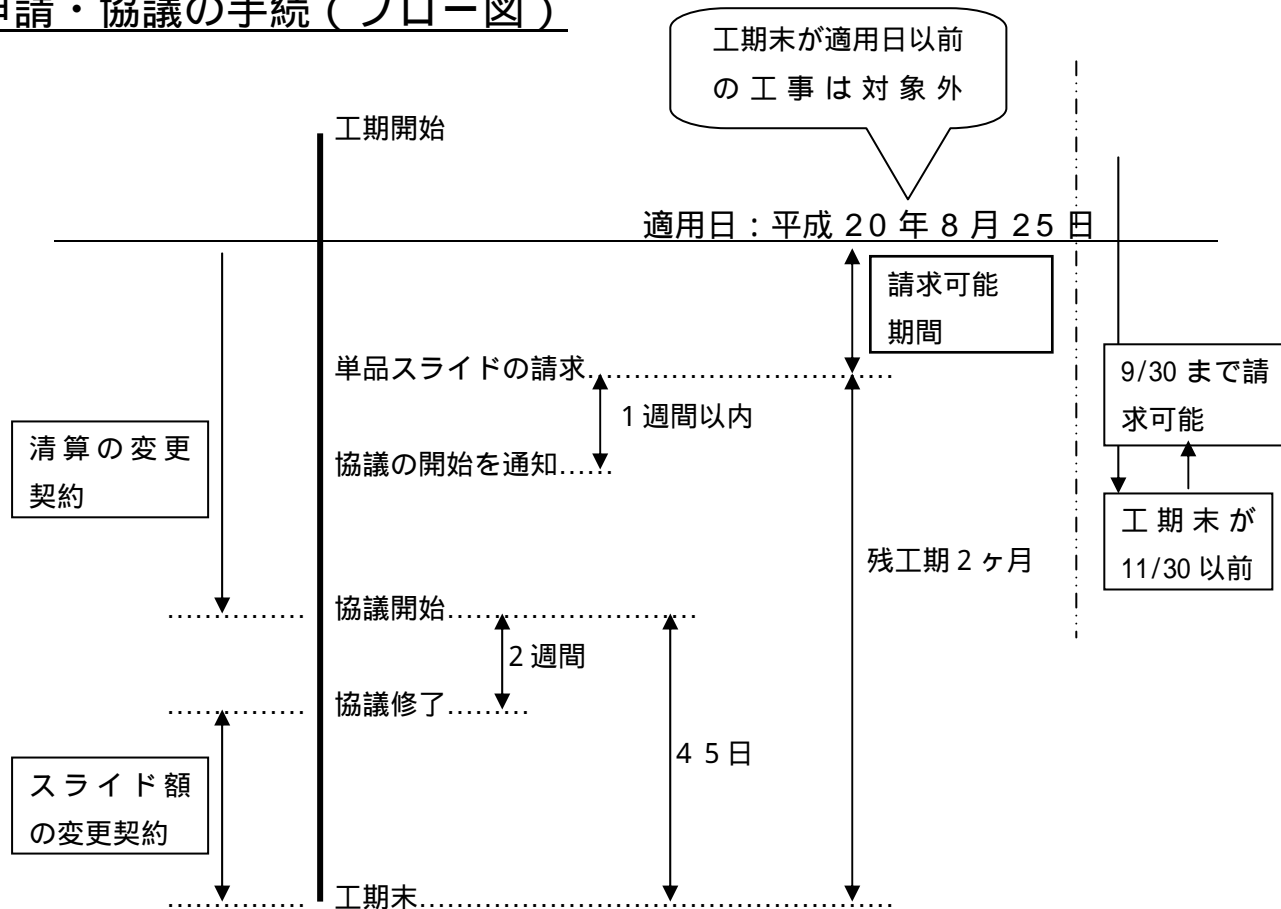 申請・協議の手続(フロー図)
工期末が適用日以前
の工事は対象外
工期開始
適用日:平成20年8月25日
請求可能
期間
単品スライドの請求
1週間以内
9/30まで請
求可能
清算の変更
契約
協議の開始を通知
工期末が
11/30以前
残工期2ヶ月
協議開始
2週間
協議修了
45日
スライド額
の変更契約
工期末